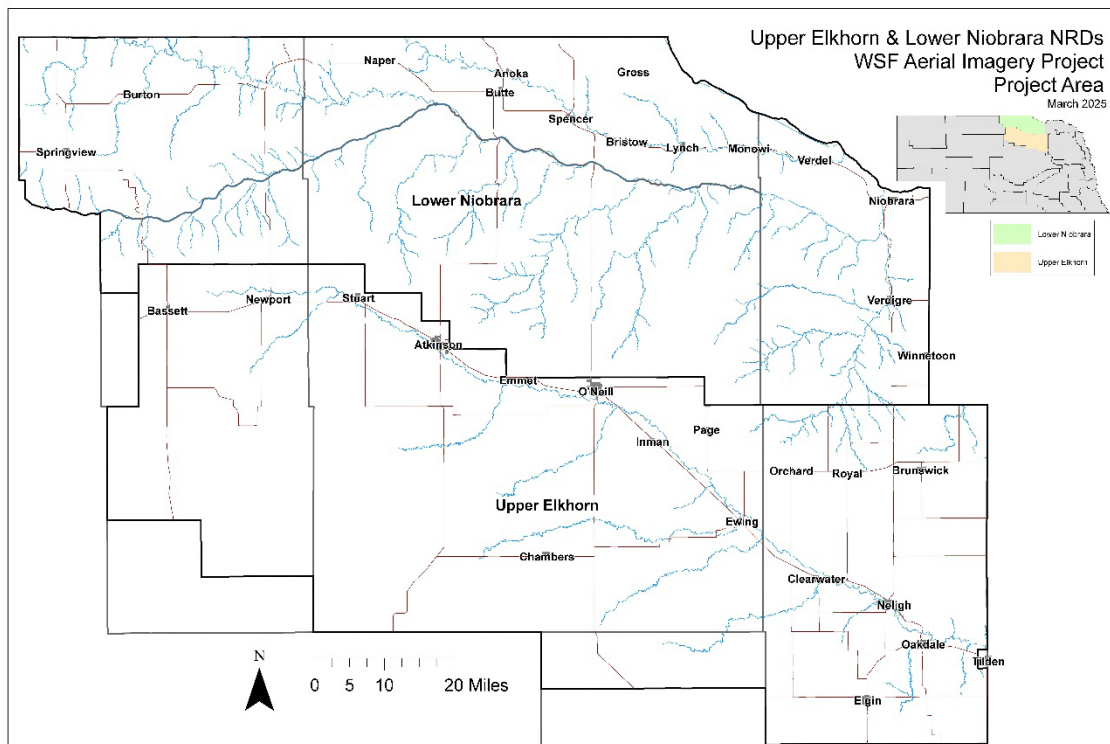 Upper Elkhorn & Lower Niobrara NRDs
WSF Aerial Imagery Project
Project Area
March 2025
Naper
Anoka
Gross
Burton
Butte
Spencer
Bristow
Lynch
Monowi
Verdel
Springview
Lower Niobrara
Niobrara
Lower Niobrara
Upper Elkhorn
Bassett
Newport
Stuart
Verdigre
Atkinson
Winnetoon
Emmet
O'Neill
Page
Inman
Orchard
Royal
Brunswick
Upper Elkhorn
Ewing
Chambers
Clearwater
Neligh
Oakdale
Tilden
Elgin
N
0 5 10 20 Miles